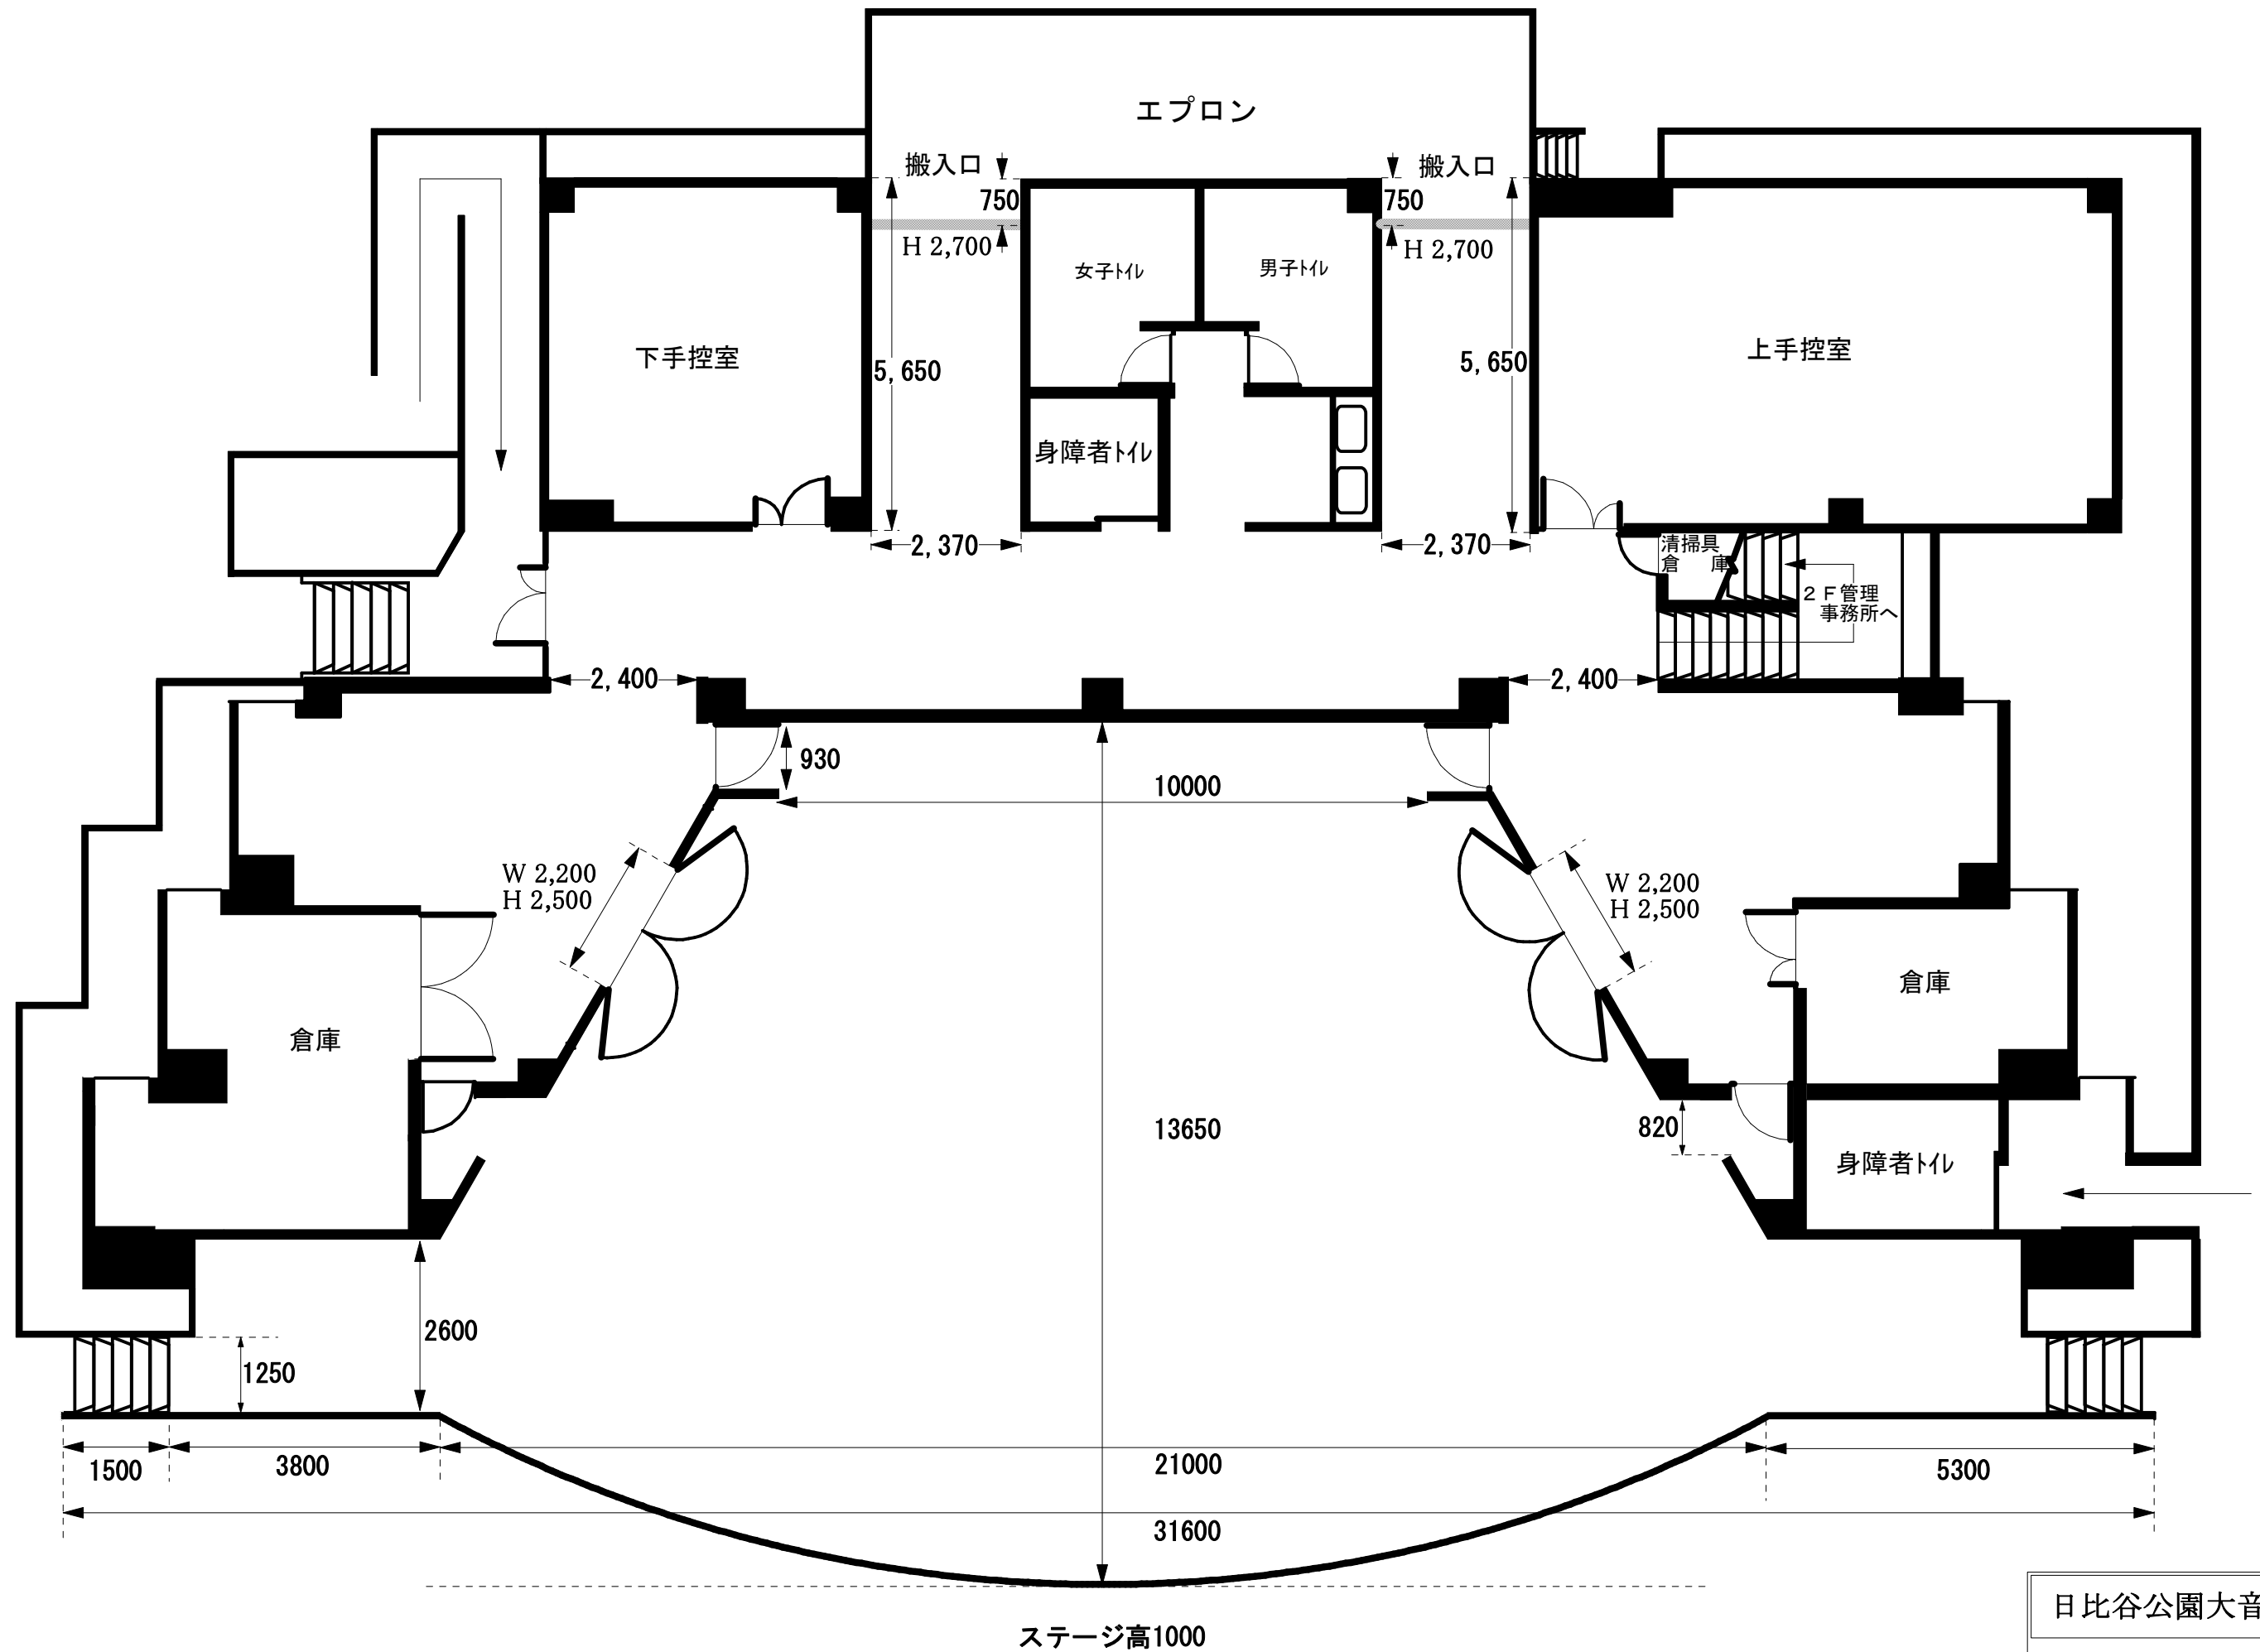 エプロン
搬入口
搬入口
750
750
H 2,700
H 2,700
女子トイレ
男子トイレ
下手控室
上手控室
5,650
5,650
身障者トイレ
2,370
2,370
清掃具
倉 庫
2F管理
事務所へ
2,400
2,400
930
10000
W 2,200
H 2,500
W 2,200
H 2,500
倉庫
倉庫
13650
820
身障者トイレ
2600
1250
1500
3800
21000
5300
31600
ステージ高1000
日比谷公園大音